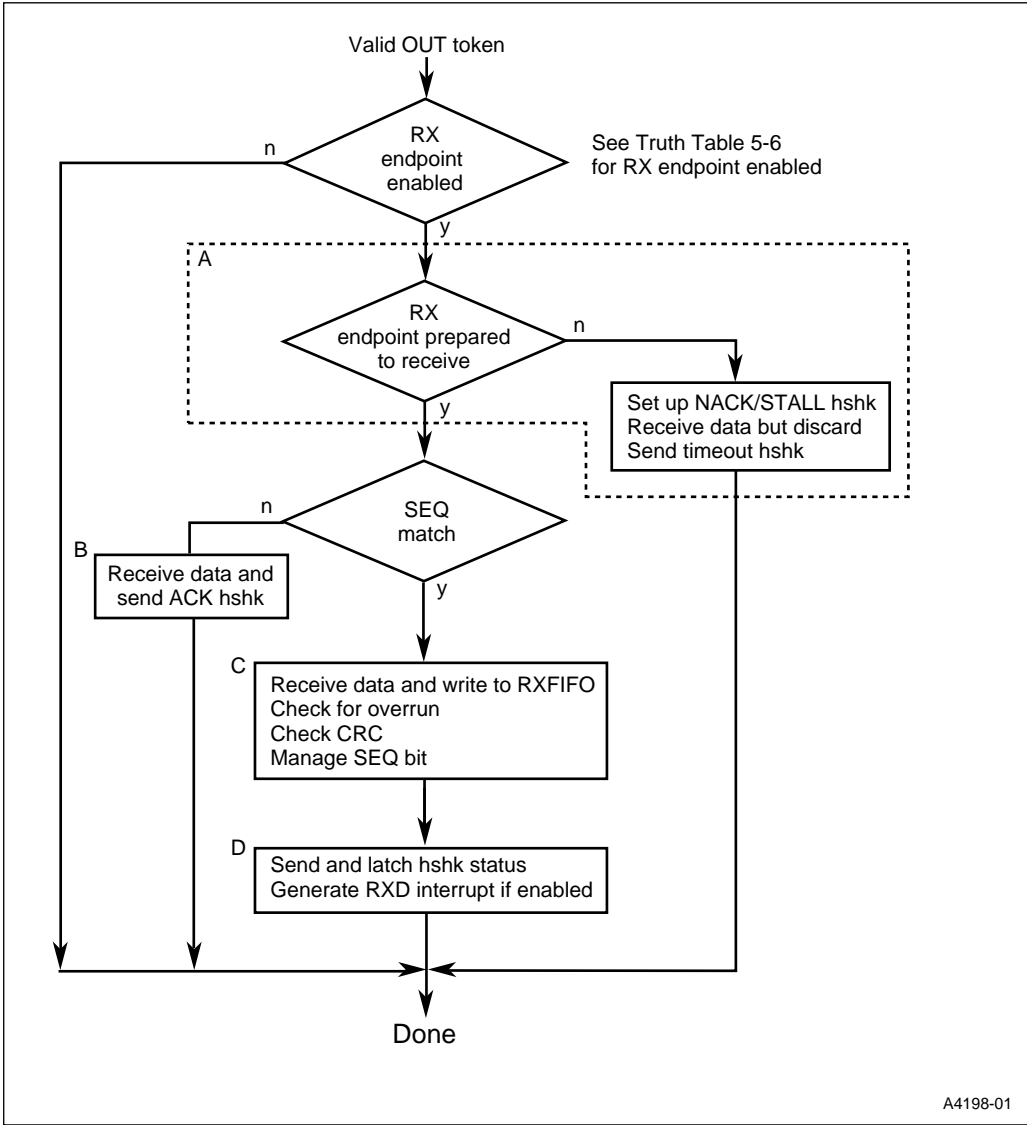 Valid OUT token
RX
endpoint
enabled
n
See Truth Table 5-6
for RX endpoint enabled
y
A
RX
endpoint prepared
to receive
n
y
Set up NACK/STALL hshk
Receive data but discard
Send timeout hshk
SEQ
match
n
y
B
Receive data and
send ACK hshk
C
Receive data and write to RXFIFO
Check for overrun
Check CRC
Manage SEQ bit
D
Send and latch hshk status
Generate RXD interrupt if enabled
Done
A4198-01